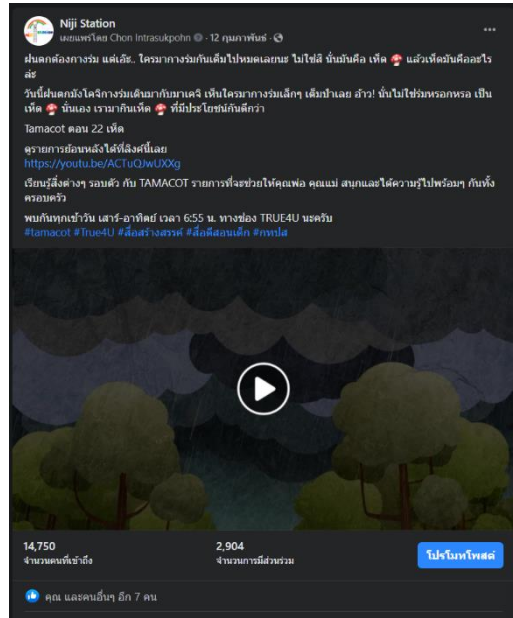 Niji Station
เผยแพร่โดย Chon Intrasukpohn · 12 กุมภาพันธ์ ·
ฝนตกต้องกางร่ม แต่เอ๊ะ.. ใครมากางร่มกันเต็มไปหมดเลยนะ ไม่ใช่สิ นั่นมันคือ เห็ด 🍄 แล้วเห็ดมันคืออะไร
ล่ะ
วันนี้ฝนตกมังโคจิกางร่มเดินมากับมาเคจิ เห็นใครมากางร่มเล็กๆ เต็มป่าเลย อ้าว! นั่นไม่ใช่ร่มหรอกหรอ เป็น
เห็ด 🍄 นั่นเอง เรามากินเห็ด 🍄 ที่มีประโยชน์กันดีกว่า
Tamacot ตอน 22 เห็ด
ดูรายการย้อนหลังได้ที่ลิงค์นี้เลย
https://youtu.be/ACTuQJwUXXg
เรียนรู้สิ่งต่างๆ รอบตัว กับ TAMACOT รายการที่จะช่วยให้คุณพ่อ คุณแม่ สนุกและได้ความรู้ไปพร้อมๆ กันทั้ง
ครอบครัว
พบกันทุกเช้าวัน เสาร์-อาทิตย์ เวลา 6:55 น. ทางช่อง TRUE4U นะครับ
#tamacot #True4U #สื่อสร้างสรรค์ #สื่อดีสอนเด็ก #กทปส
14,750
จำนวนคนที่เข้าถึง
2,904
จำนวนการมีส่วนร่วม
โปรโมทโพสต์
คุณ และคนอื่นๆ อีก 7 คน